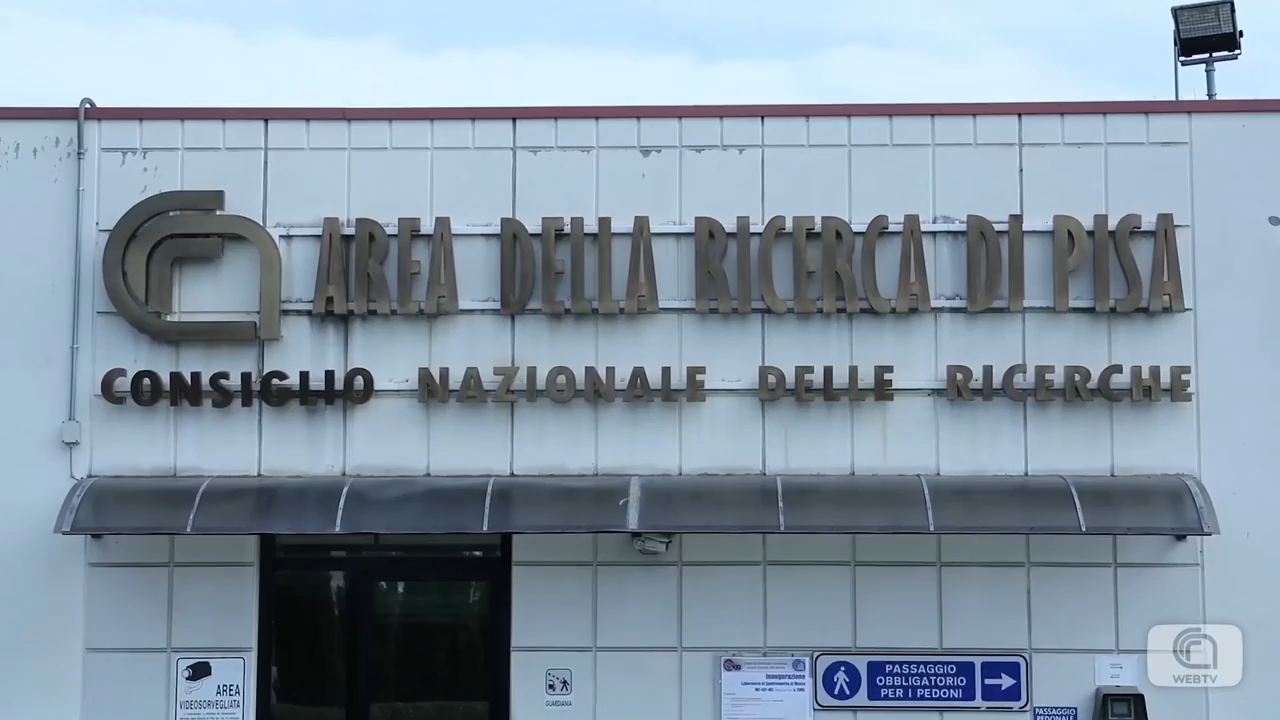 AREA DELLA RICERCA DI PISA
CONSIGLIO NAZIONALE DELLE RICERCHE
AREA
VIDEOSORVEGLIATA
GUARDIANIA
Inaugurazione
PASSAGGIO
OBBLIGATORIO
PER I PEDONI
PASSAGGIO
PEDONALE
WEBTV